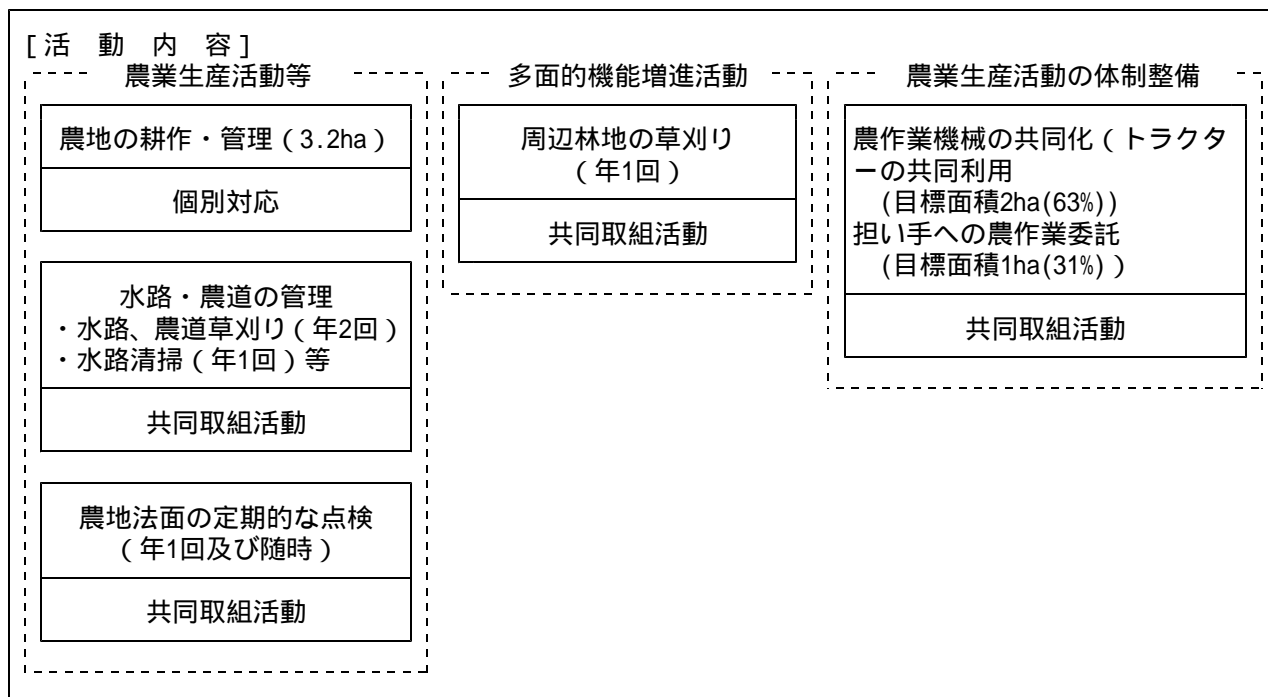 [活 動 内 容]
農業生産活動等
農地の耕作・管理（3.2ha）
個別対応
水路・農道の管理
・水路、農道草刈り（年2回）
・水路清掃（年1回）等
共同取組活動
農地法面の定期的な点検
（年1回及び随時）
共同取組活動
多面的機能増進活動
周辺林地の草刈り
（年1回）
共同取組活動
農業生産活動の体制整備
農作業機械の共同化（トラクタ
ーの共同利用
(目標面積2ha(63%))
担い手への農作業委託
(目標面積1ha(31%)）
共同取組活動